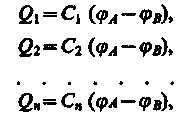 Q₁ = C₁ (φ_A − φ_B),
Q₂ = C₂ (φ_A − φ_B),
. . . . . . .
Qₙ = Cₙ (φ_A − φ_B),